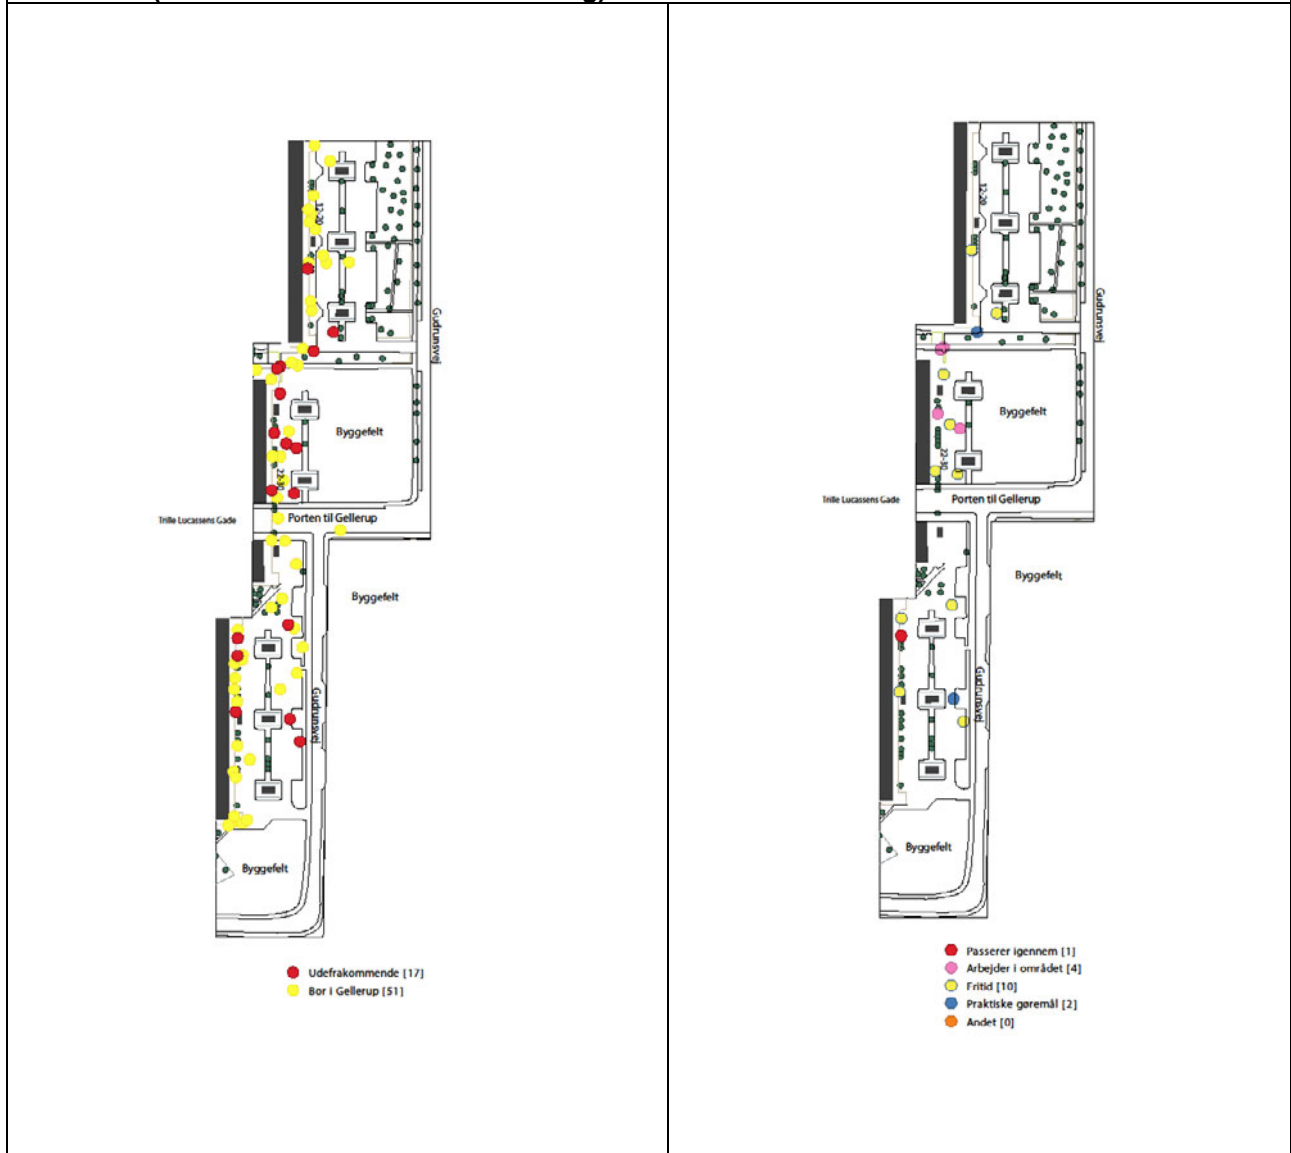 12-20
Gudrunsvej
Byggefelt
22-30
Trille Lucassens Gade
Porten til Gellerup
Byggefelt
Gudrunsvej
Byggefelt
Udefrakommende [17]
Bor i Gellerup [51]
12-20
Gudrunsvej
Byggefelt
22-30
Trille Lucassens Gade
Porten til Gellerup
Byggefelt
Gudrunsvej
Byggefelt
Passerer igennem [1]
Arbejder i området [4]
Fritid [10]
Praktiske gøremål [2]
Andet [0]